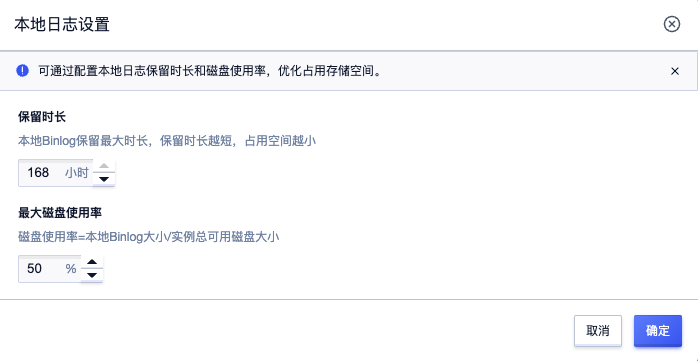 本地日志设置
可通过配置本地日志保留时长和磁盘使用率，优化占用存储空间。
保留时长
本地Binlog保留最大时长，保留时长越短，占用空间越小
168 小时
最大磁盘使用率
磁盘使用率=本地Binlog大小/实例总可用磁盘大小
50 %
取消 确定